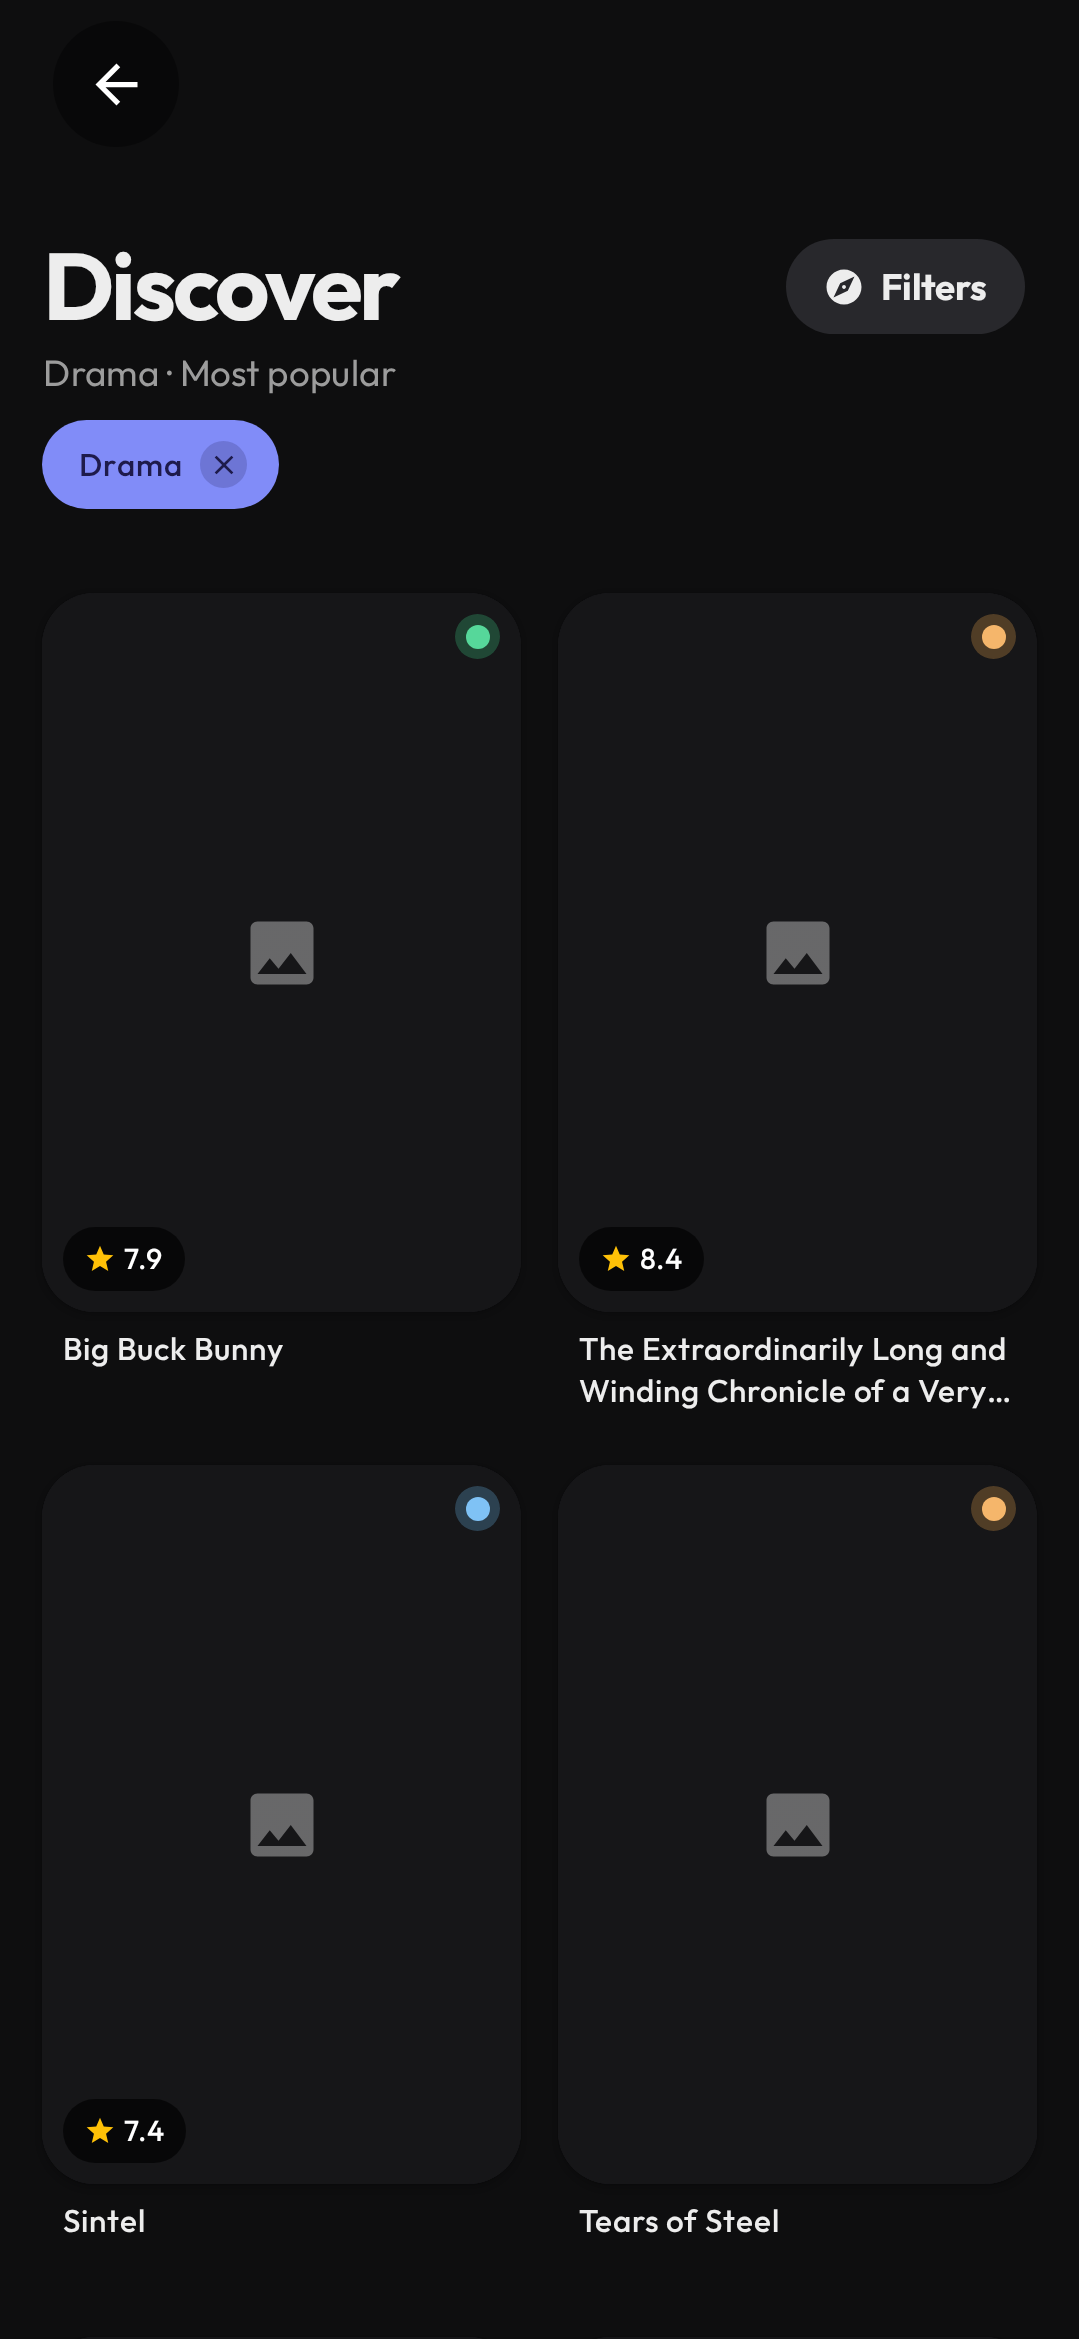 Discover
Filters
Drama · Most popular
Drama
7.9
8.4
Big Buck Bunny
The Extraordinarily Long and
Winding Chronicle of a Very...
7.4
Sintel
Tears of Steel